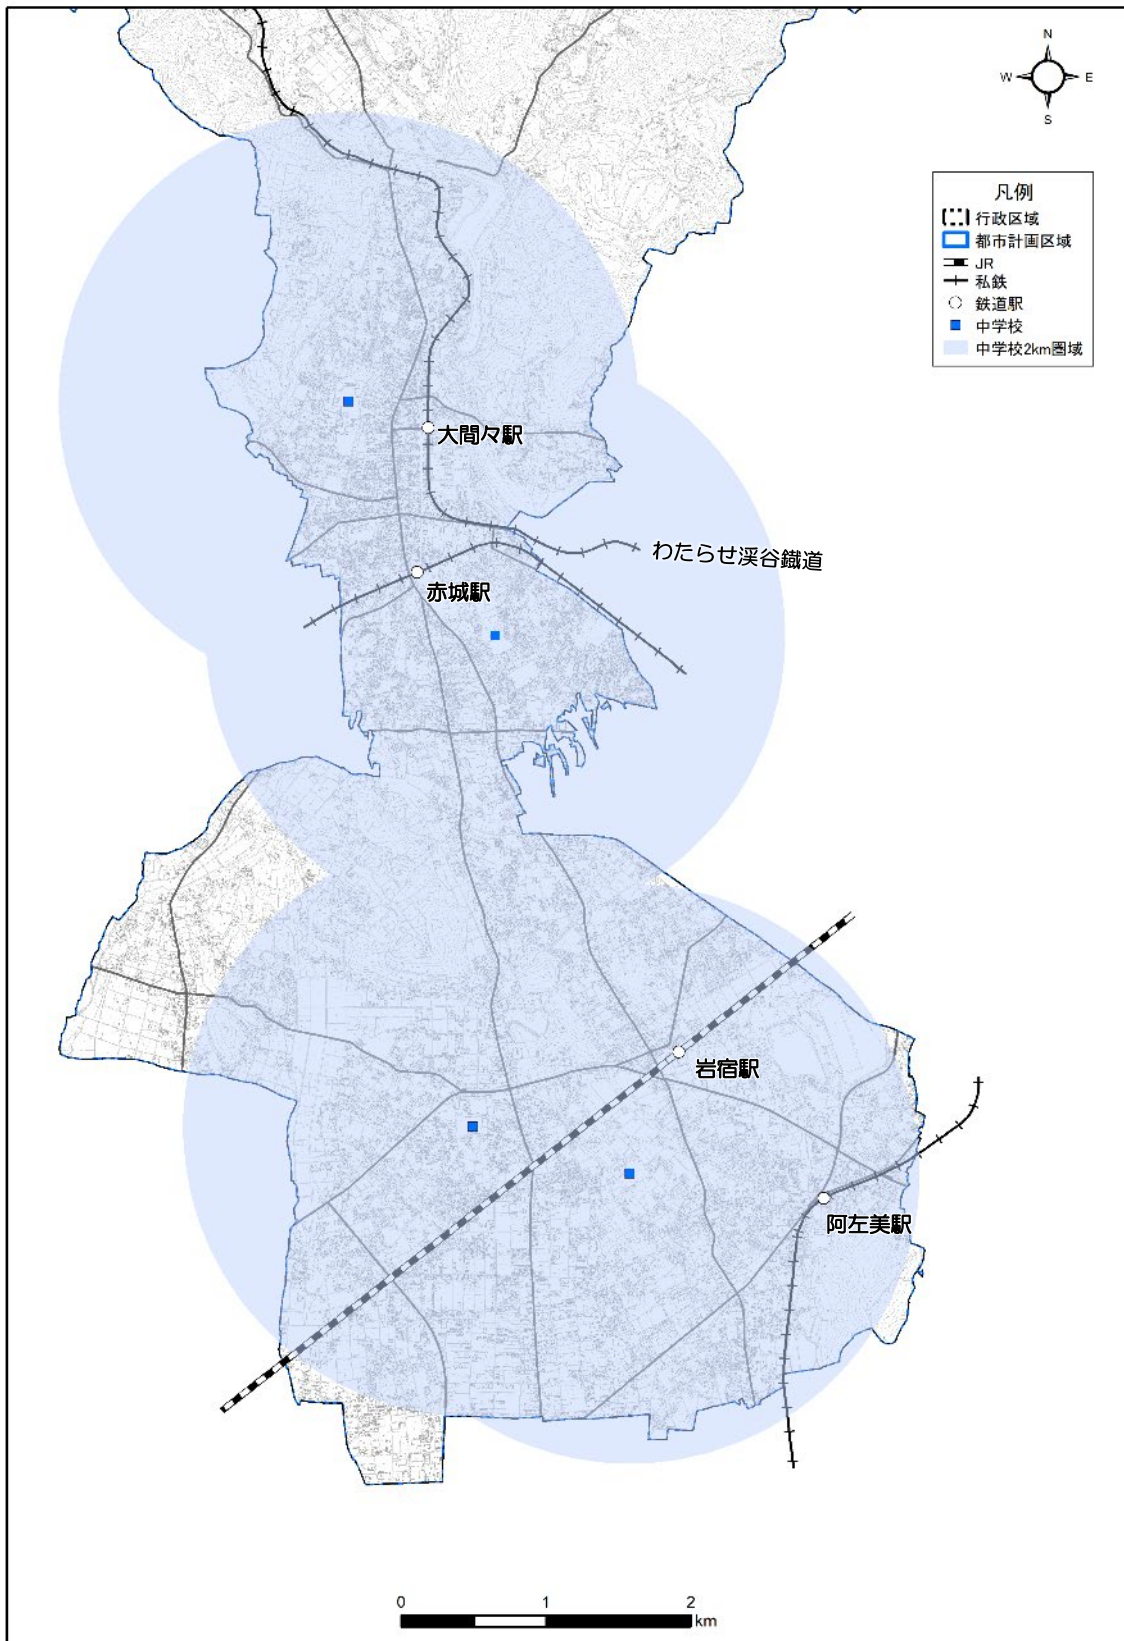 N
W E
S
凡例
行政区域
都市計画区域
JR
私鉄
鉄道駅
中学校
中学校2km圏域
大間々駅
わたらせ渓谷鐵道
赤城駅
岩宿駅
阿左美駅
0 1 2
km